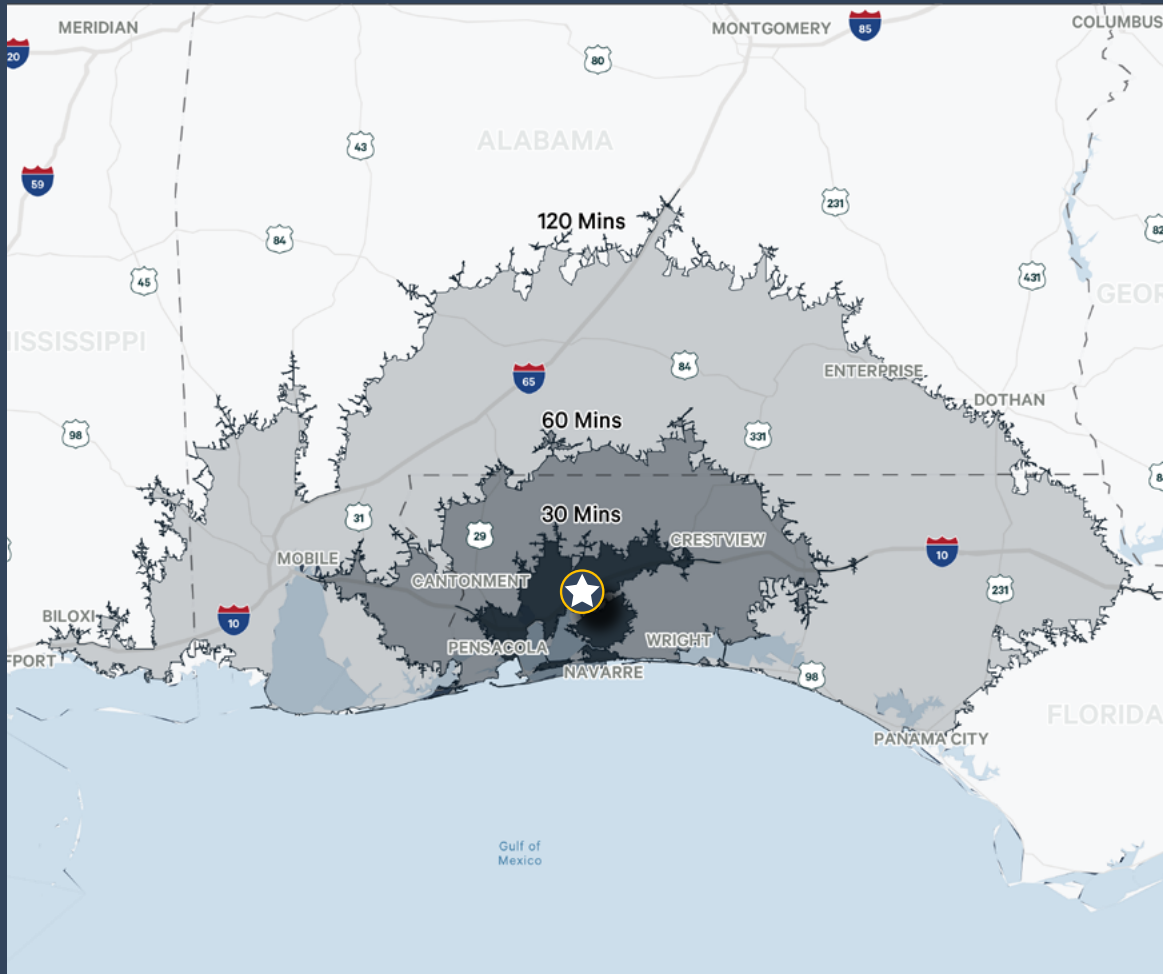 MERIDIAN
MONTGOMERY
85
COLUMBUS
20
80
ALABAMA
43
59
231
120 Mins
84
82
45
431
GEOR
ISSISSIPPI
65
84
ENTERPRISE
DOTHAN
98
60 Mins
331
8
31
30 Mins
29
CRESTVIEW
10
MOBILE
CANTONMENT
231
BILOXI
10
PENSACOLA
WRIGHT
FPORT
NAVARRE
98
FLORIDA
PANAMA CITY
Gulf of
Mexico